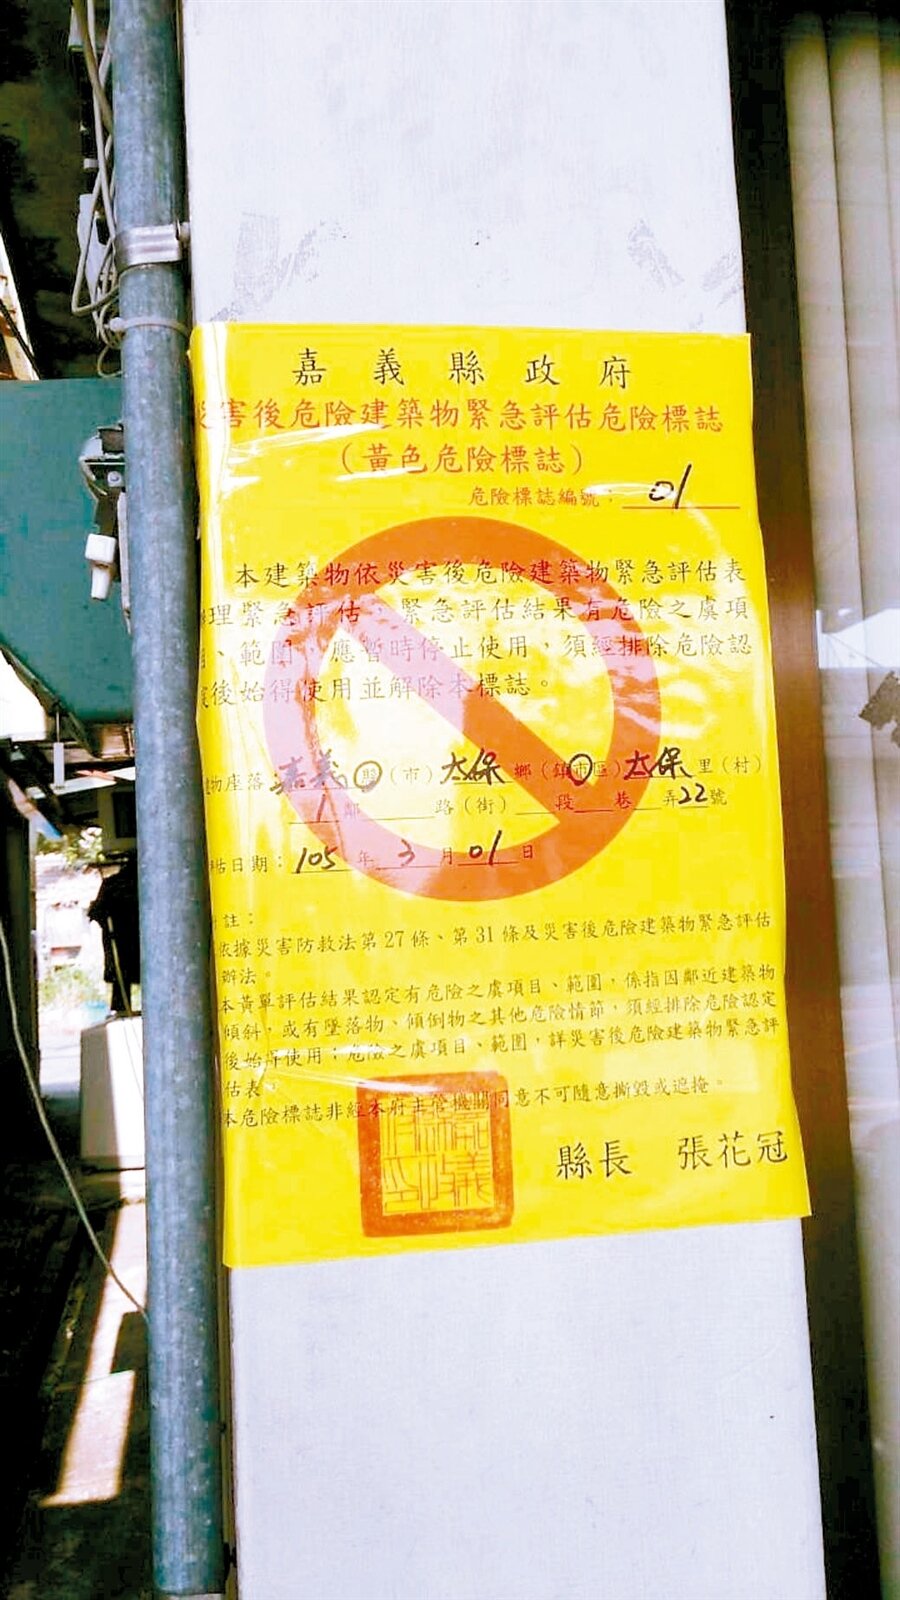 嘉義縣政府
害後危險建築物緊急評估危險標誌
（黃色危險標誌）
危險標誌編號：01
本建築物依災害後危險建築物緊急評估表
理緊急評估，緊急評估結果有危險之虞項
、範圍，應暫時停止使用，須經排除危險認
後始得使用並解除本標誌。
物座落嘉義縣（市）太保鄉（鎮市區）太保里（村）
1鄰 路（街） 段 巷 弄22號
估日期：105年3月01日
註：
依據災害防救法第27條、第31條及災害後危險建築物緊急評估
辦法。
本黃單評估結果認定有危險之虞項目、範圍，係指因鄰近建築物
傾斜，或有墜落物、傾倒物之其他危險情節，須經排除危險認定
後始得使用；危險之虞項目、範圍，詳災害後危險建築物緊急評
估表。
本危險標誌非經本府主管機關同意不可隨意撕毀或遮掩。
縣長 張花冠